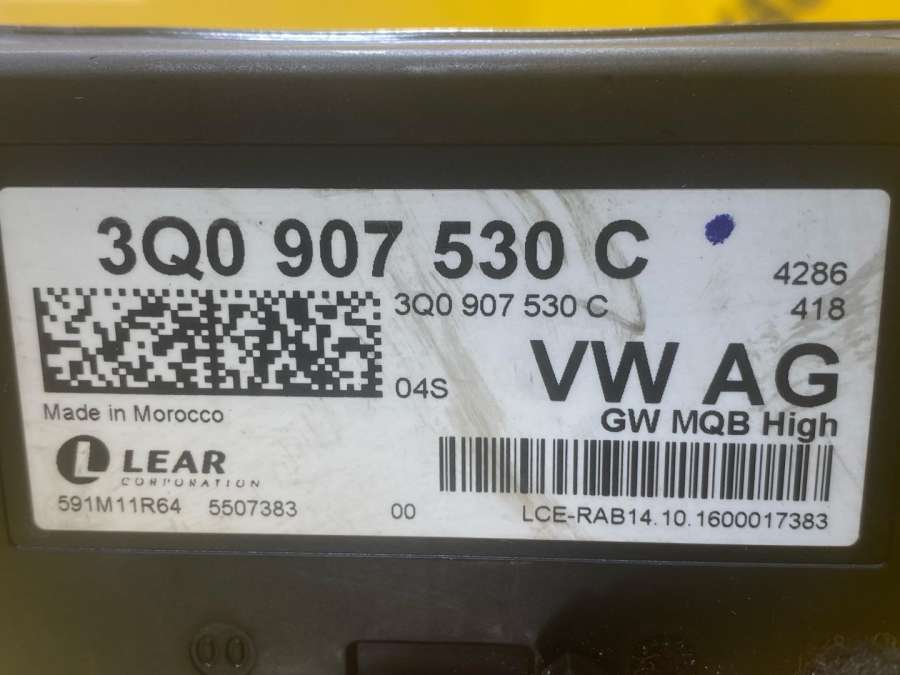 3Q0 907 530 C
4286
3Q0 907 530 C
418
VW AG
04S
GW MQB High
Made in Morocco
LEAR
CORPORATION
591M11R64 5507383 00
LCE-RAB14.10.1600017383
00